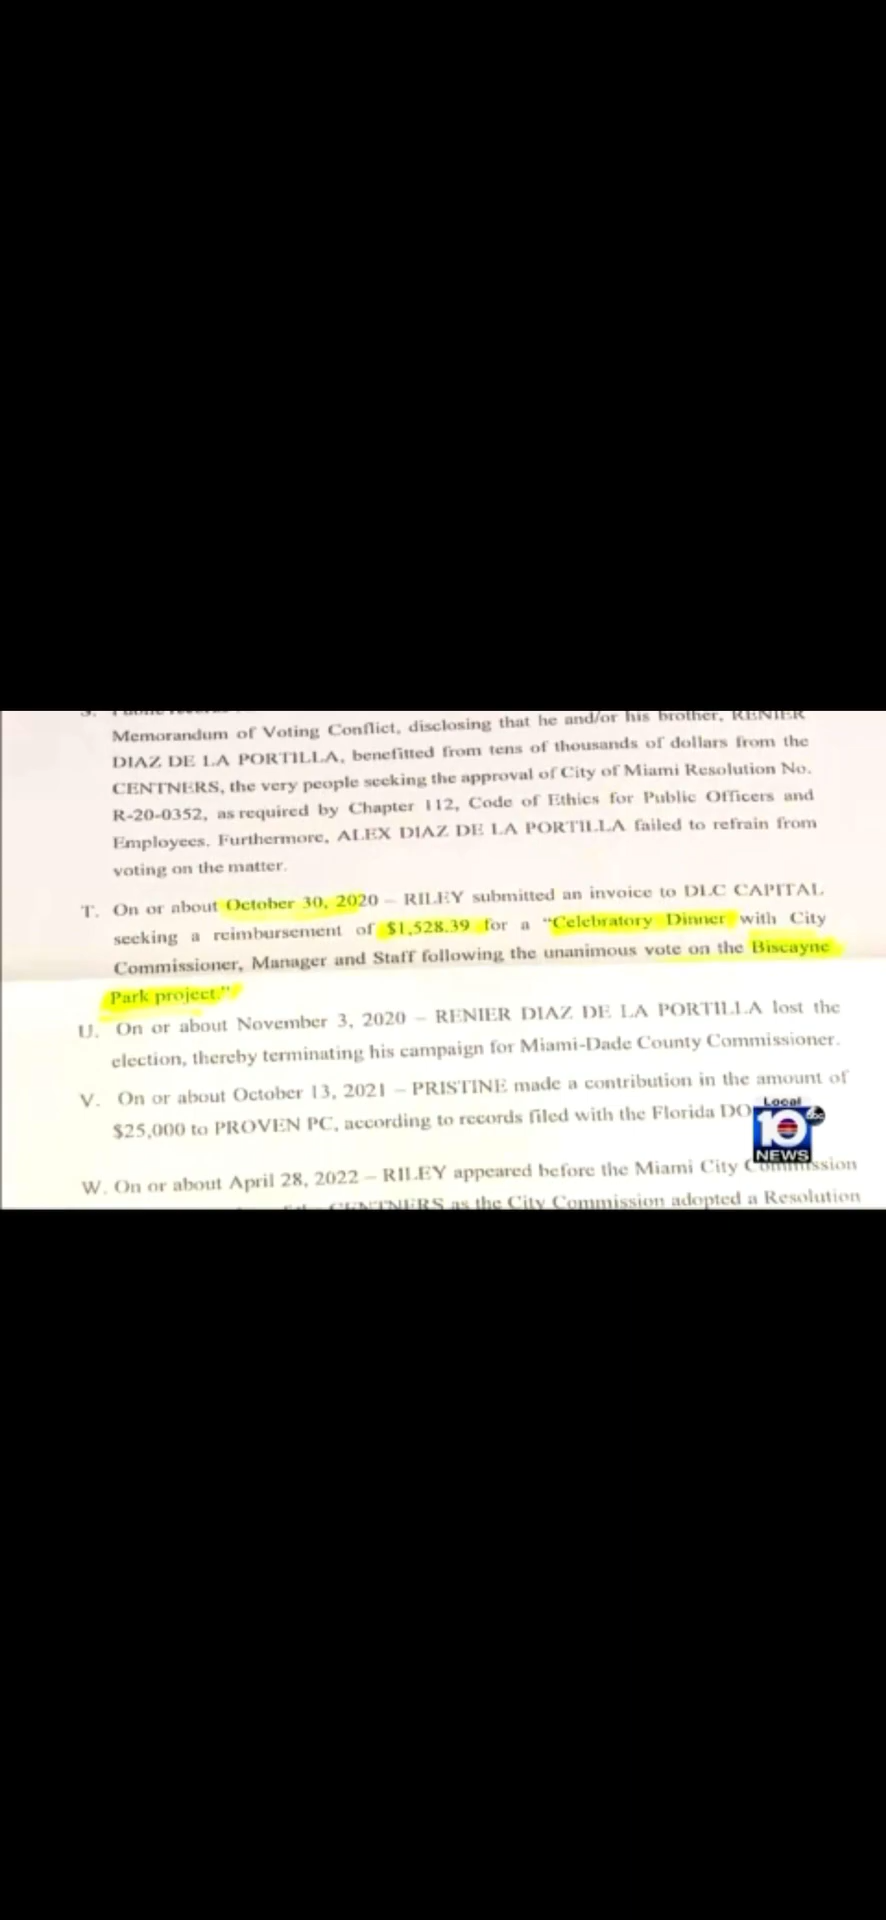 Memorandum of Voting Conflict, disclosing that he and/or his brother, RENIER
DIAZ DE LA PORTILLA, benefitted from tens of thousands of dollars from the
CENTNERS, the very people seeking the approval of City of Miami Resolution No.
R-20-0352, as required by Chapter 112, Code of Ethics for Public Officers and
Employees. Furthermore, ALEX DIAZ DE LA PORTILLA failed to refrain from
voting on the matter.
T. On or about October 30, 2020 – RILEY submitted an invoice to DLC CAPITAL
seeking a reimbursement of $1,528.39 for a “Celebratory Dinner with City
Commissioner, Manager and Staff following the unanimous vote on the Biscayne
Park project.”
U. On or about November 3, 2020 – RENIER DIAZ DE LA PORTILLA lost the
election, thereby terminating his campaign for Miami-Dade County Commissioner.
V. On or about October 13, 2021 – PRISTINE made a contribution in the amount of
$25,000 to PROVEN PC, according to records filed with the Florida DO
Local
10 abc
NEWS
W. On or about April 28, 2022 – RILEY appeared before the Miami City Commission
CENTNERS as the City Commission adopted a Resolution